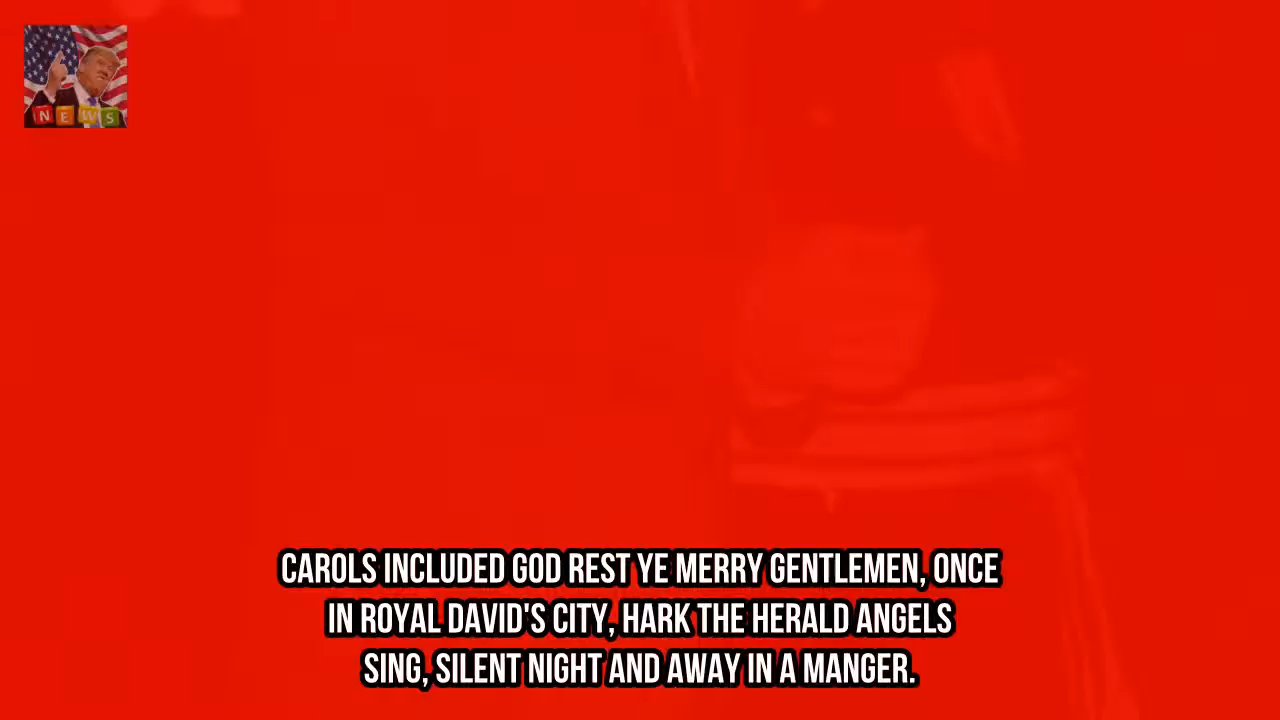 NEWS
CAROLS INCLUDED GOD REST YE MERRY GENTLEMEN, ONCE
IN ROYAL DAVID'S CITY, HARK THE HERALD ANGELS
SING, SILENT NIGHT AND AWAY IN A MANGER.